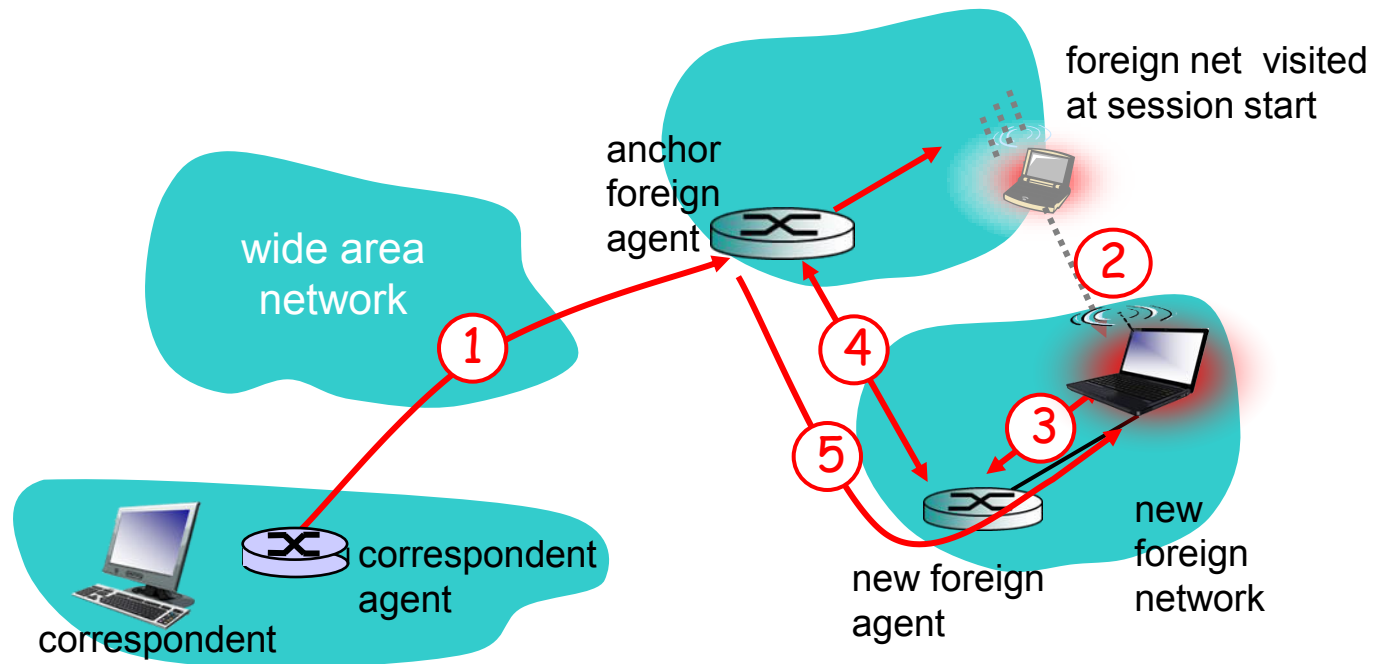 foreign net visited
at session start
anchor
foreign
agent
wide area
network
2
1
4
3
5
correspondent
agent
correspondent
new foreign
agent
new
foreign
network